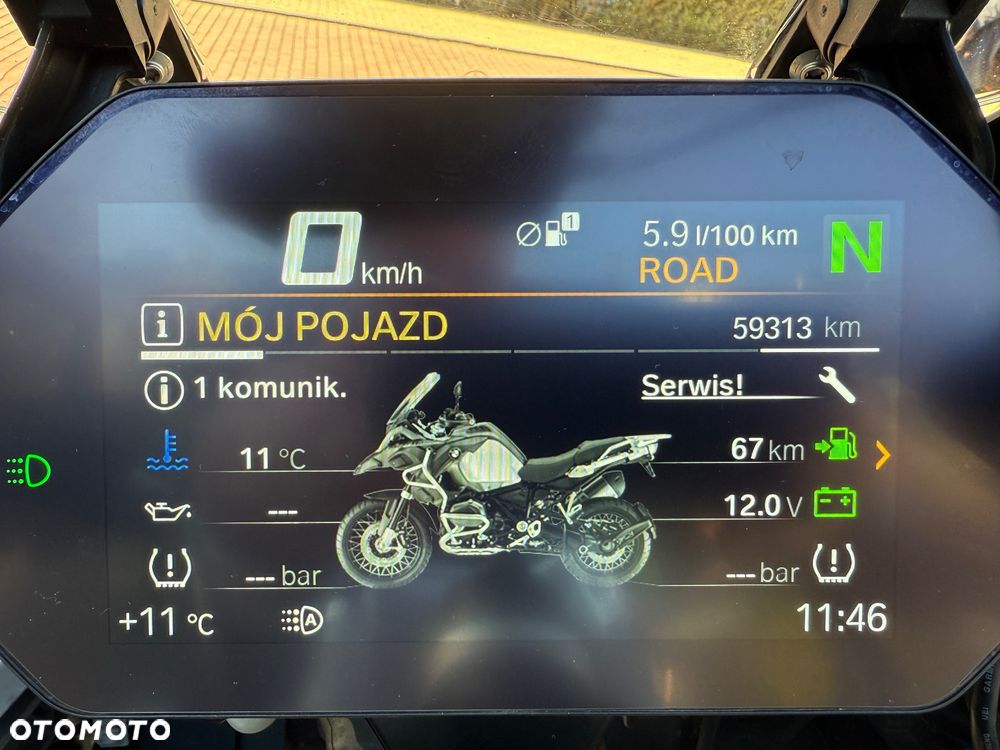 0 km/h
1
5.9 l/100 km
N
ROAD
i MÓJ POJAZD 59313 km
i 1 komunik. Serwis!
11 °C 67 km
--- 12.0 V
--- bar --- bar
+11 °C A 11:46
OTOMOTO